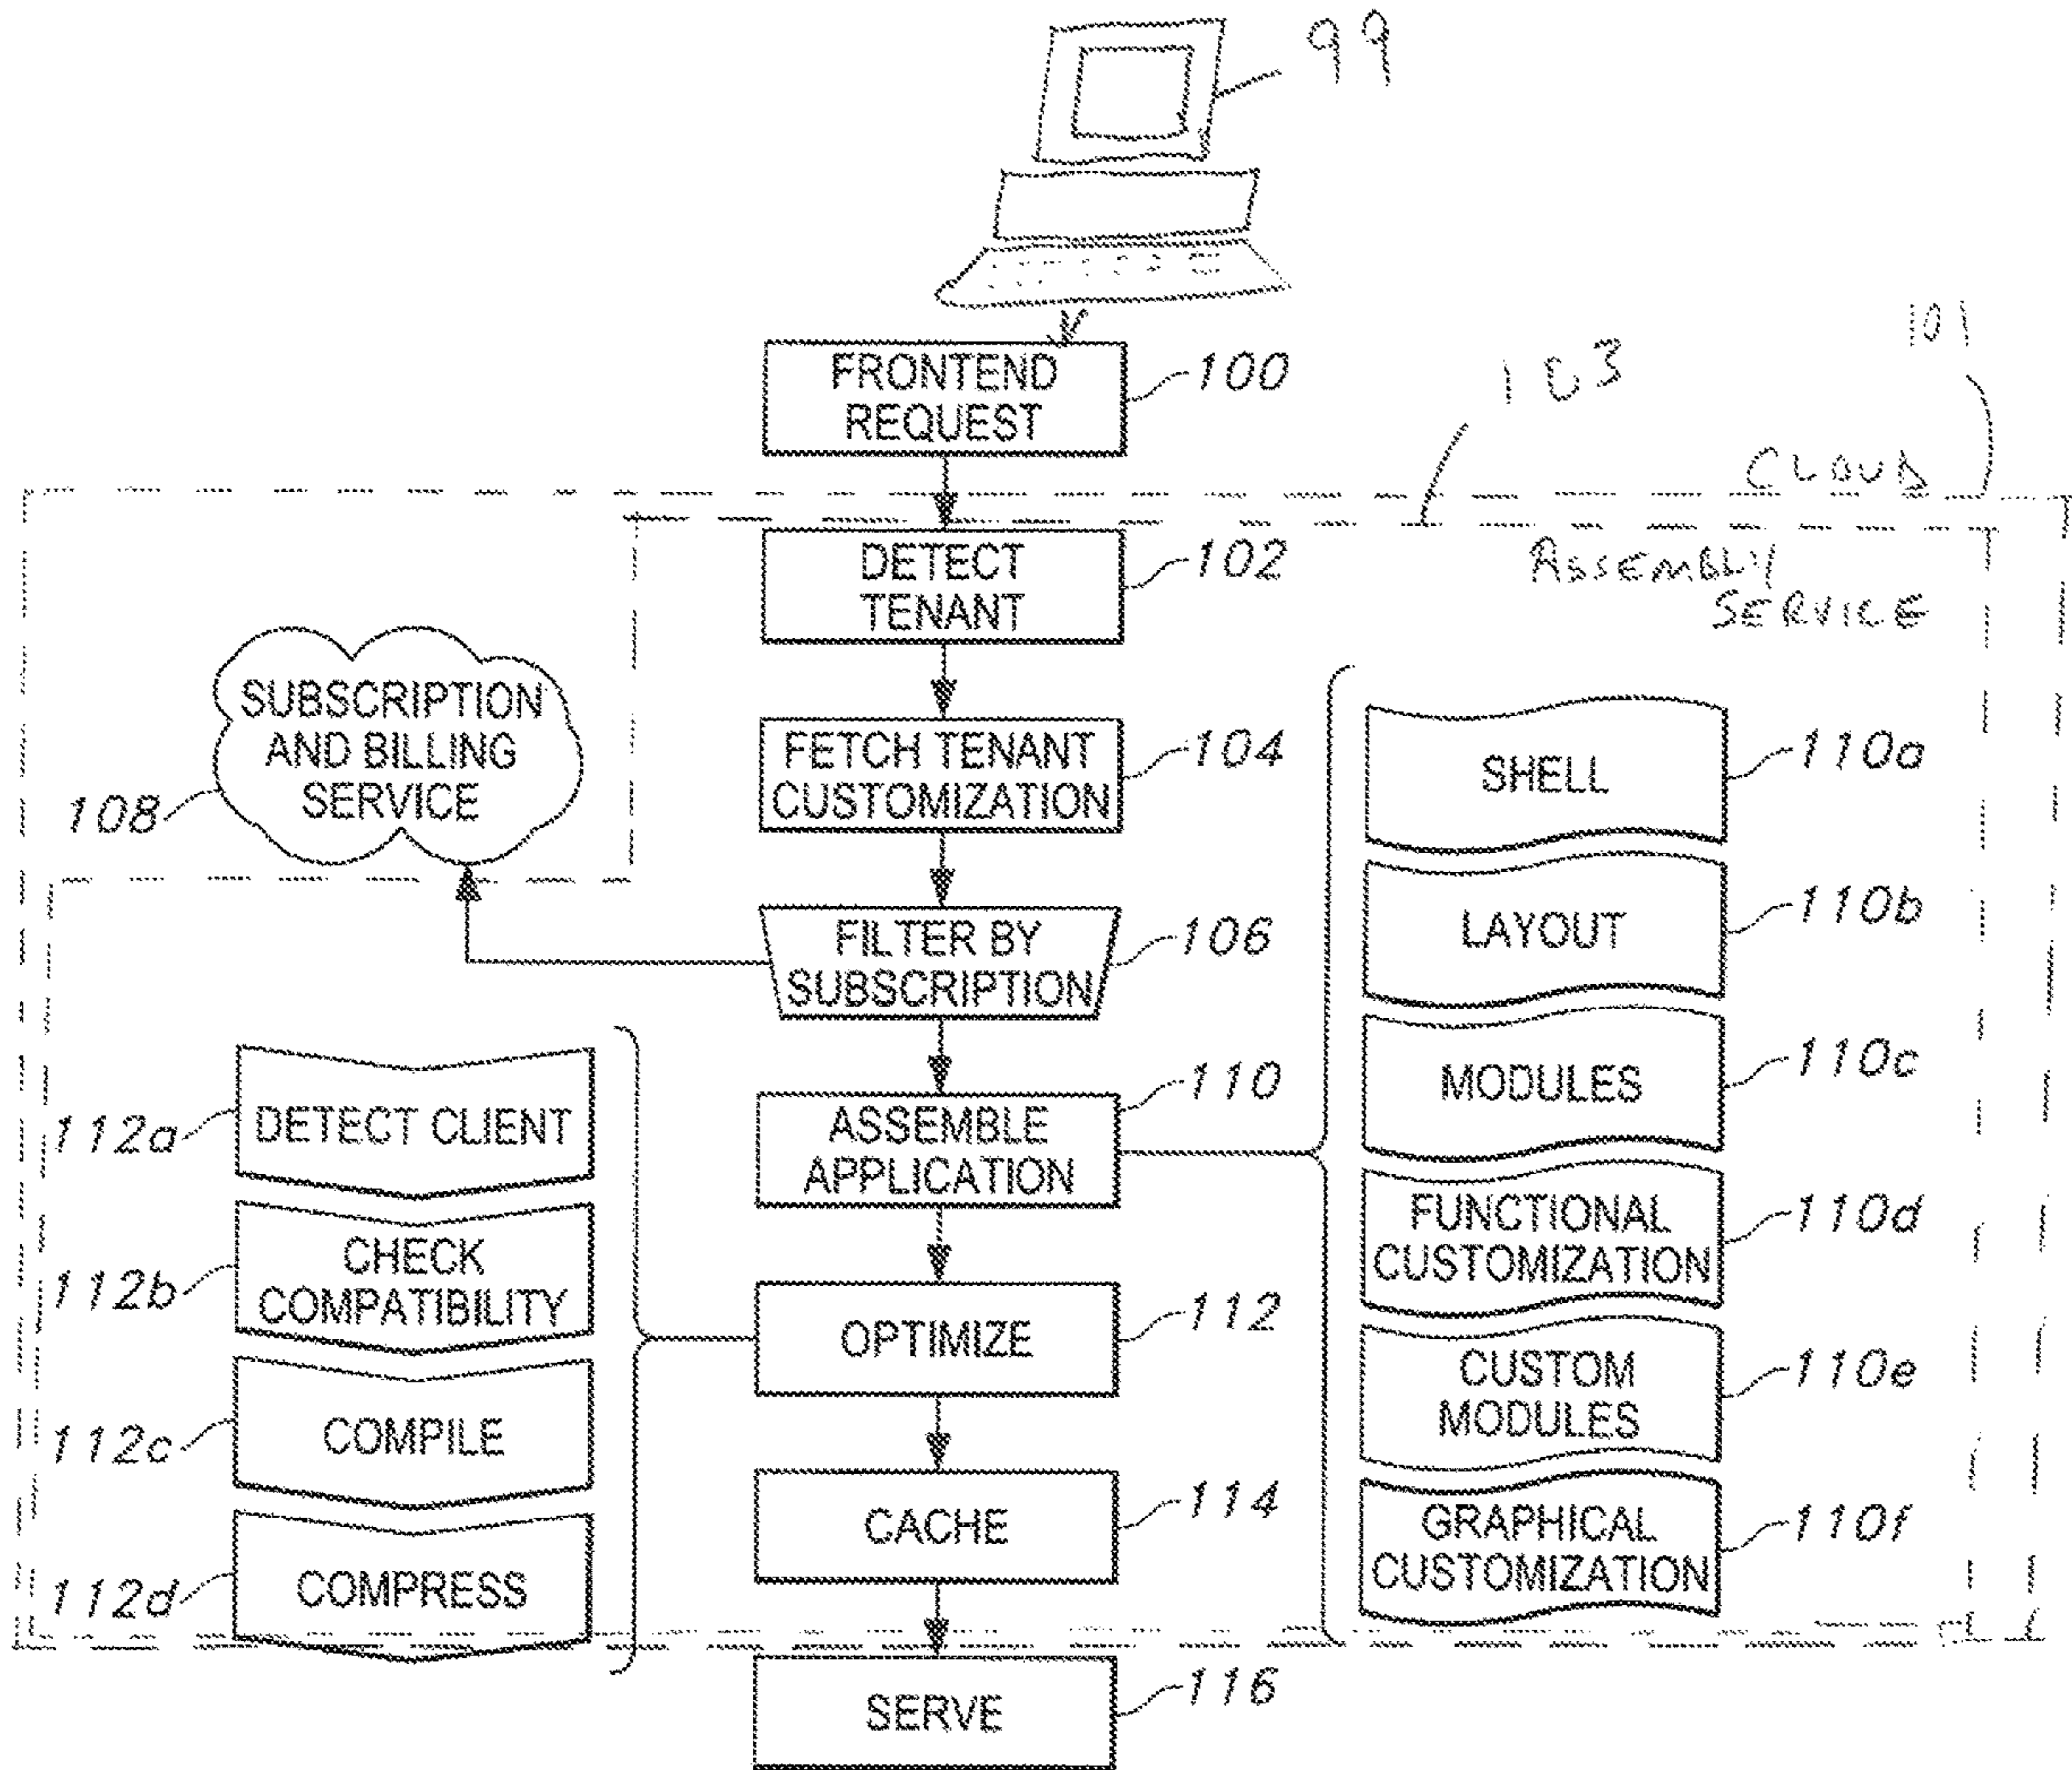 99
101
FRONTEND
REQUEST
100
103
CLOUD
DETECT
TENANT
102
ASSEMBLY
SERVICE
SUBSCRIPTION
AND BILLING
SERVICE
108
FETCH TENANT
CUSTOMIZATION
104
FILTER BY
SUBSCRIPTION
106
ASSEMBLE
APPLICATION
110
SHELL
110a
LAYOUT
110b
MODULES
110c
FUNCTIONAL
CUSTOMIZATION
110d
CUSTOM
MODULES
110e
GRAPHICAL
CUSTOMIZATION
110f
OPTIMIZE
112
DETECT CLIENT
112a
CHECK
COMPATIBILITY
112b
COMPILE
112c
COMPRESS
112d
CACHE
114
SERVE
116